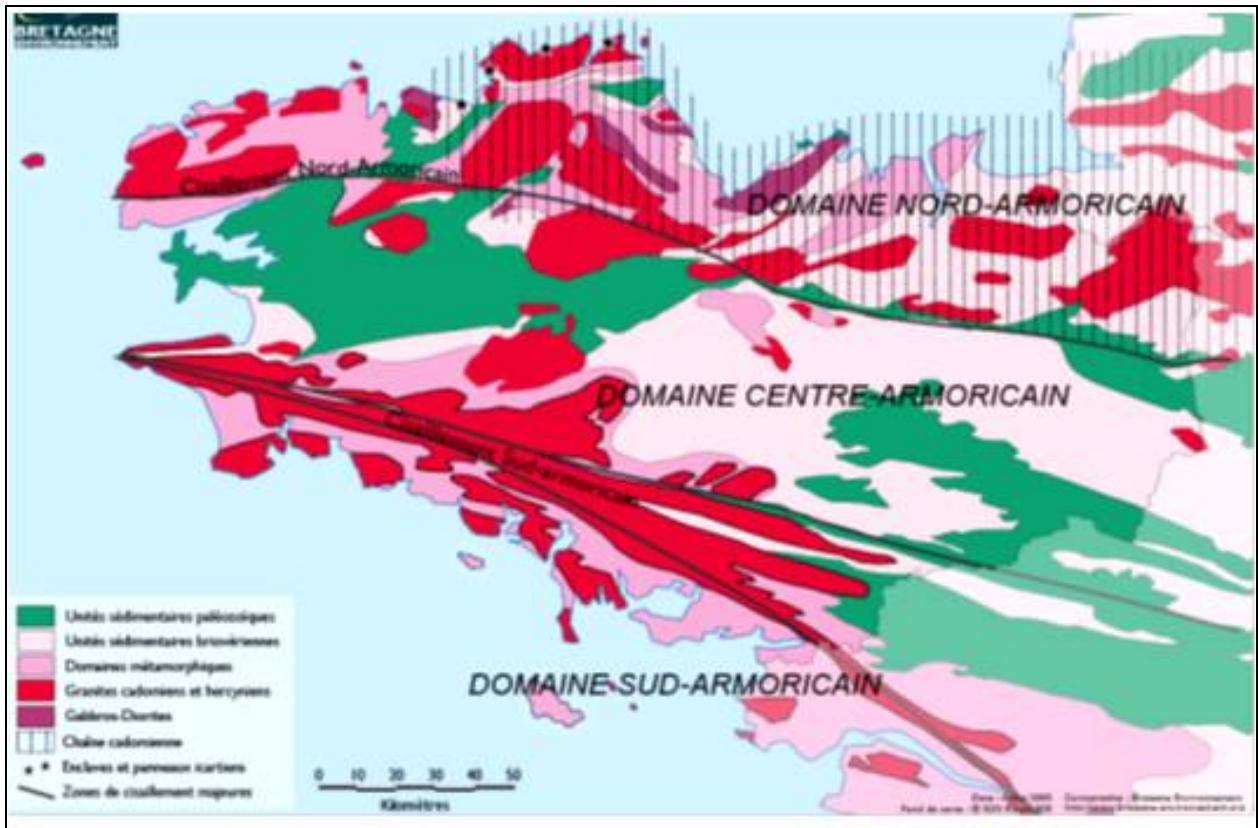 BRETAGNE
Cisaillement Nord-Armoricain
DOMAINE NORD-ARMORICAIN
DOMAINE CENTRE-ARMORICAIN
Cisaillement Sud-armoricain
DOMAINE SUD-ARMORICAIN
Unités sédimentaires paléozoïques
Unités sédimentaires briovériennes
Domaines métamorphiques
Granites cadomiens et hercyniens
Gabbros-Diorites
Chaîne cadomienne
Enclaves et panneaux icartiens
Zones de cisaillement majeures
0 10 20 30 40 50
Kilomètres